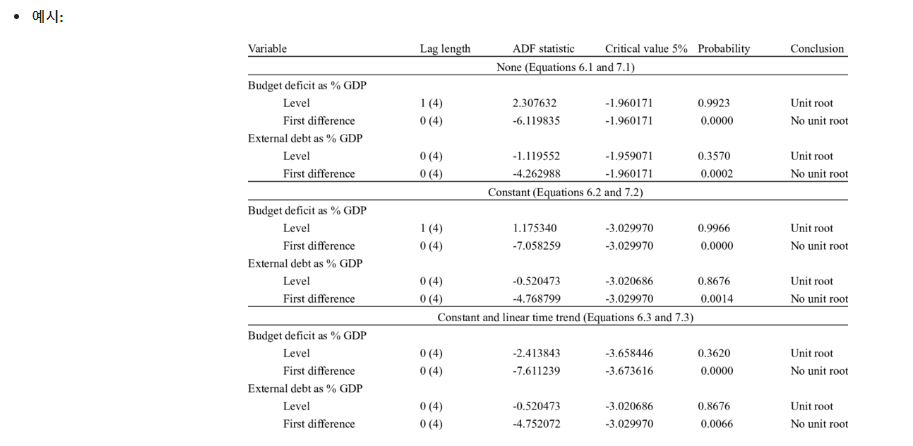 • 예시:
Variable Lag length ADF statistic Critical value 5% Probability Conclusion
None (Equations 6.1 and 7.1)
Budget deficit as % GDP
Level 1 (4) 2.307632 -1.960171 0.9923 Unit root
First difference 0 (4) -6.119835 -1.960171 0.0000 No unit root
External debt as % GDP
Level 0 (4) -1.119552 -1.959071 0.3570 Unit root
First difference 0 (4) -4.262988 -1.960171 0.0002 No unit root
Constant (Equations 6.2 and 7.2)
Budget deficit as % GDP
Level 1 (4) 1.175340 -3.029970 0.9966 Unit root
First difference 0 (4) -7.058259 -3.029970 0.0000 No unit root
External debt as % GDP
Level 0 (4) -0.520473 -3.020686 0.8676 Unit root
First difference 0 (4) -4.768799 -3.029970 0.0014 No unit root
Constant and linear time trend (Equations 6.3 and 7.3)
Budget deficit as % GDP
Level 0 (4) -2.413843 -3.658446 0.3620 Unit root
First difference 0 (4) -7.611239 -3.673616 0.0000 No unit root
External debt as % GDP
Level 0 (4) -0.520473 -3.020686 0.8676 Unit root
First difference 0 (4) -4.752072 -3.029970 0.0066 No unit root